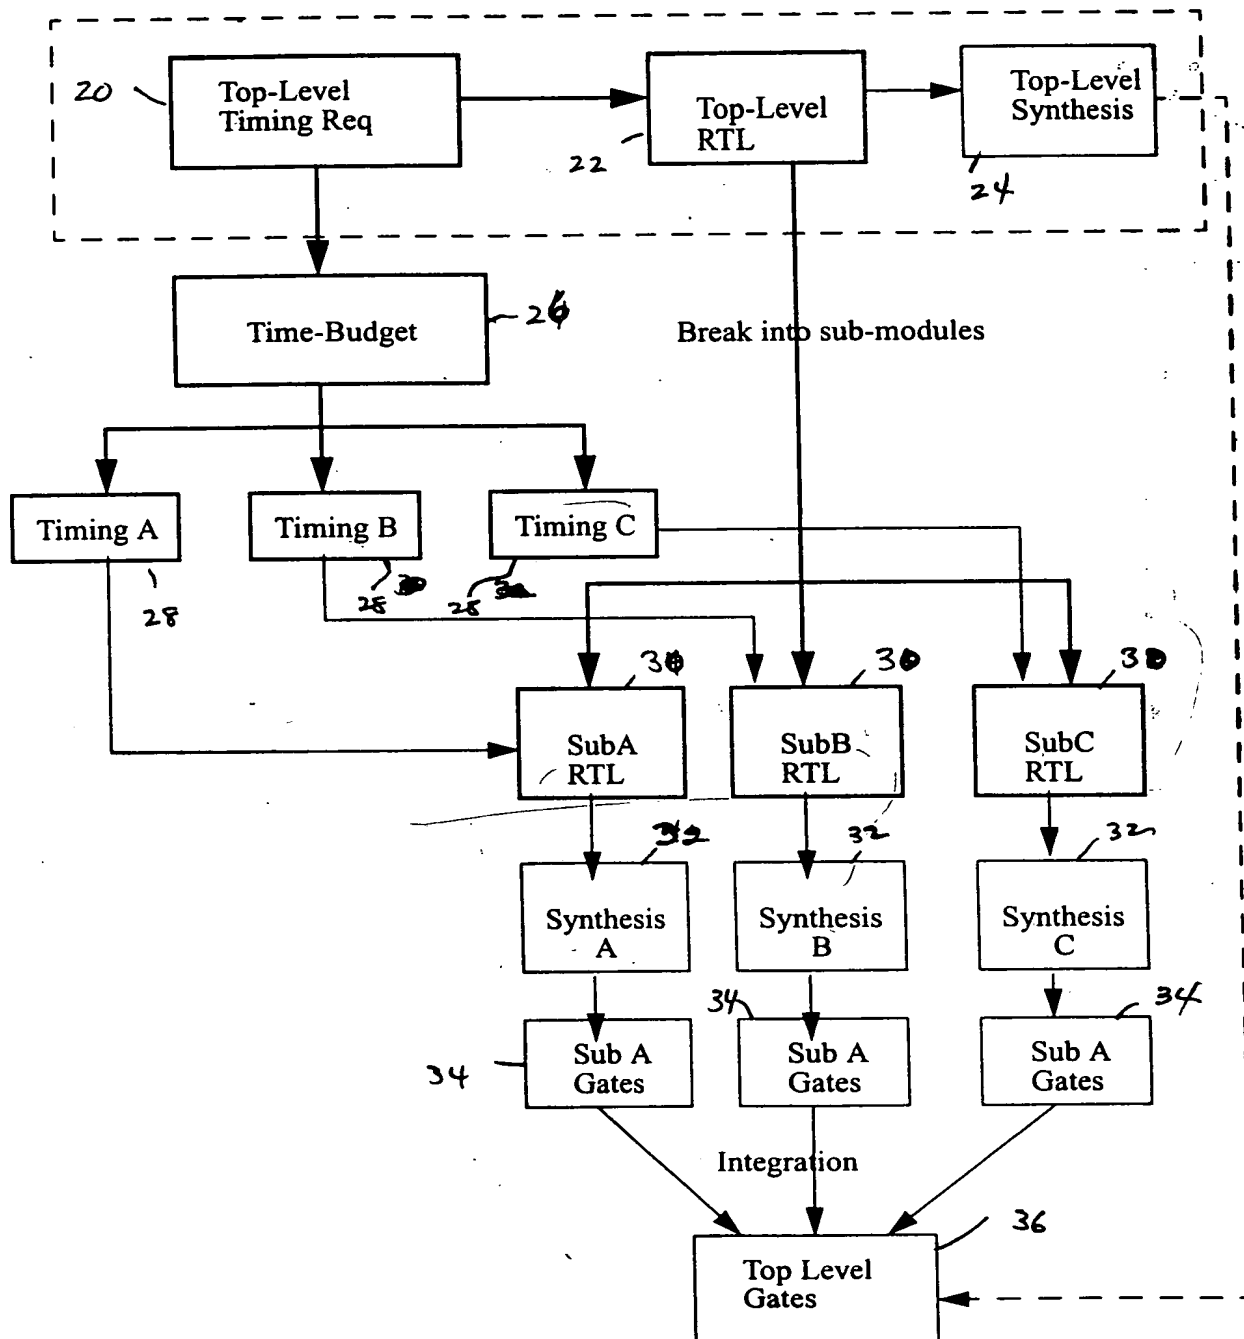 20
Top-Level
Timing Req
Top-Level
RTL
22
Top-Level
Synthesis
24
Time-Budget
26
Break into sub-modules
Timing A
28
Timing B
28
Timing C
28
30
SubA
RTL
30
SubB
RTL
30
SubC
RTL
32
Synthesis
A
32
Synthesis
B
32
Synthesis
C
34
Sub A
Gates
34
Sub A
Gates
34
Sub A
Gates
Integration
36
Top Level
Gates